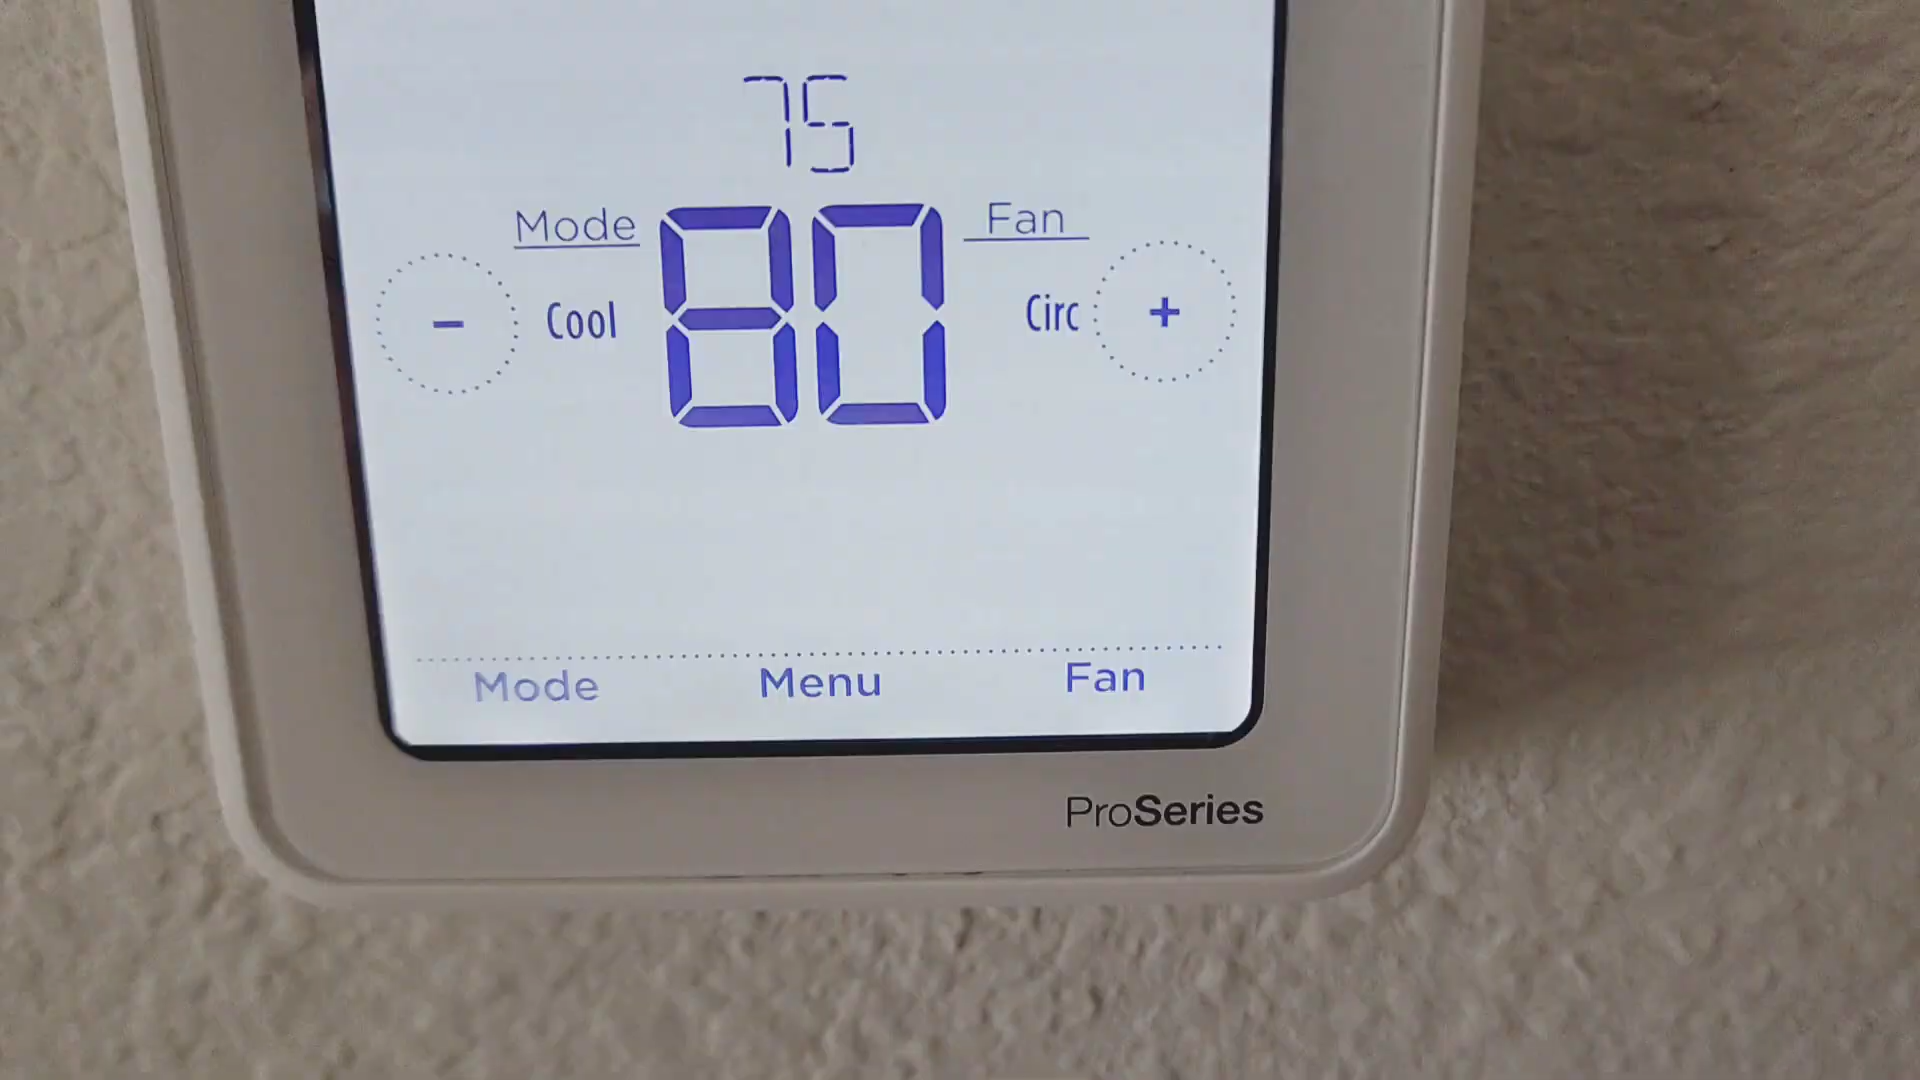 75
Mode 80 Fan
- Cool Circ +
Mode Menu Fan
ProSeries